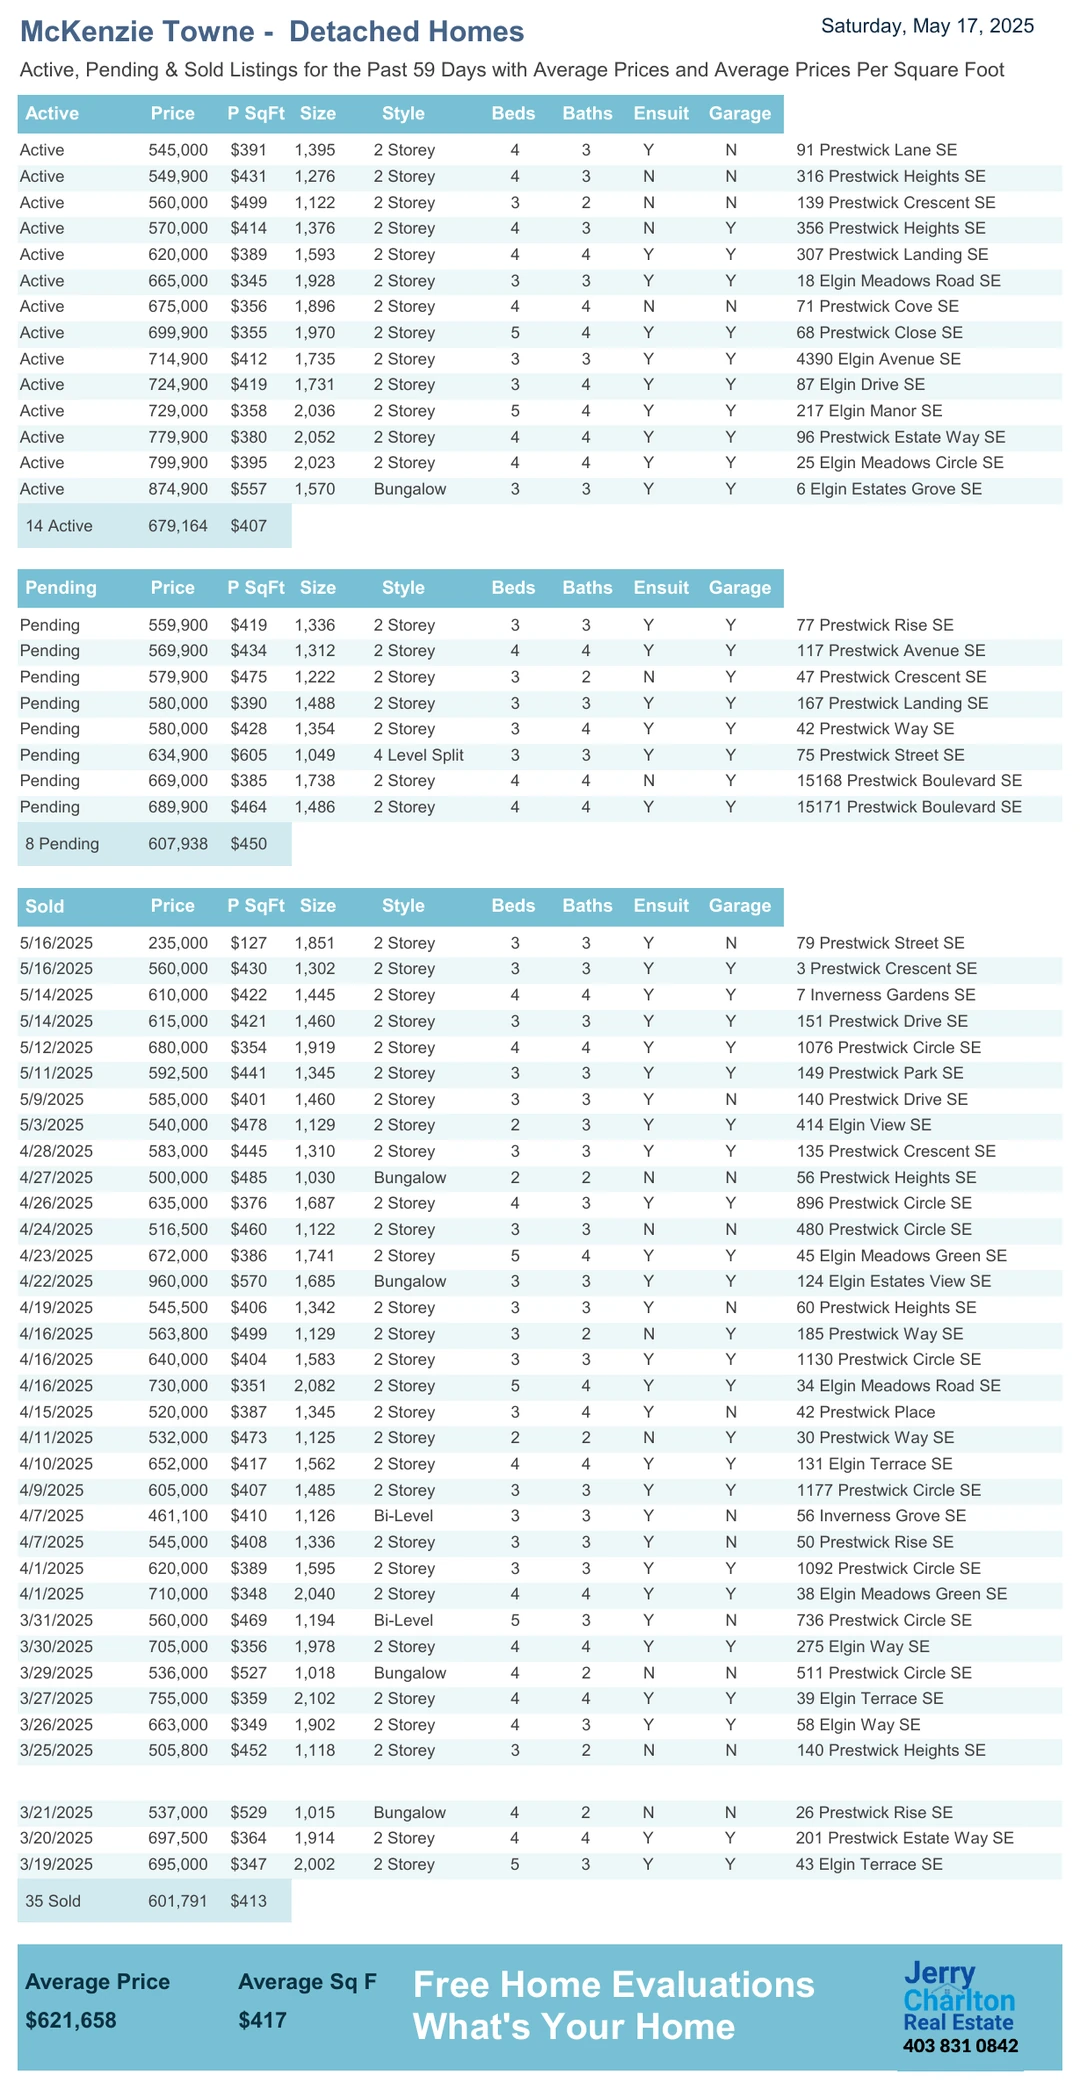 McKenzie Towne - Detached Homes Saturday, May 17, 2025
Active, Pending & Sold Listings for the Past 59 Days with Average Prices and Average Prices Per Square Foot
Active Price P SqFt Size Style Beds Baths Ensuit Garage
Active 545,000 $391 1,395 2 Storey 4 3 Y N 91 Prestwick Lane SE
Active 549,900 $431 1,276 2 Storey 4 3 N N 316 Prestwick Heights SE
Active 560,000 $499 1,122 2 Storey 3 2 N N 139 Prestwick Crescent SE
Active 570,000 $414 1,376 2 Storey 4 3 N Y 356 Prestwick Heights SE
Active 620,000 $389 1,593 2 Storey 4 4 Y Y 307 Prestwick Landing SE
Active 665,000 $345 1,928 2 Storey 3 3 Y Y 18 Elgin Meadows Road SE
Active 675,000 $356 1,896 2 Storey 4 4 N N 71 Prestwick Cove SE
Active 699,900 $355 1,970 2 Storey 5 4 Y Y 68 Prestwick Close SE
Active 714,900 $412 1,735 2 Storey 3 3 Y Y 4390 Elgin Avenue SE
Active 724,900 $419 1,731 2 Storey 3 4 Y Y 87 Elgin Drive SE
Active 729,000 $358 2,036 2 Storey 5 4 Y Y 217 Elgin Manor SE
Active 779,900 $380 2,052 2 Storey 4 4 Y Y 96 Prestwick Estate Way SE
Active 799,900 $395 2,023 2 Storey 4 4 Y Y 25 Elgin Meadows Circle SE
Active 874,900 $557 1,570 Bungalow 3 3 Y Y 6 Elgin Estates Grove SE
14 Active 679,164 $407
Pending Price P SqFt Size Style Beds Baths Ensuit Garage
Pending 559,900 $419 1,336 2 Storey 3 3 Y Y 77 Prestwick Rise SE
Pending 569,900 $434 1,312 2 Storey 4 4 Y Y 117 Prestwick Avenue SE
Pending 579,900 $475 1,222 2 Storey 3 2 N Y 47 Prestwick Crescent SE
Pending 580,000 $390 1,488 2 Storey 3 3 Y Y 167 Prestwick Landing SE
Pending 580,000 $428 1,354 2 Storey 3 4 Y Y 42 Prestwick Way SE
Pending 634,900 $605 1,049 4 Level Split 3 3 Y Y 75 Prestwick Street SE
Pending 669,000 $385 1,738 2 Storey 4 4 N Y 15168 Prestwick Boulevard SE
Pending 689,900 $464 1,486 2 Storey 4 4 Y Y 15171 Prestwick Boulevard SE
8 Pending 607,938 $450
Sold Price P SqFt Size Style Beds Baths Ensuit Garage
5/16/2025 235,000 $127 1,851 2 Storey 3 3 Y N 79 Prestwick Street SE
5/16/2025 560,000 $430 1,302 2 Storey 3 3 Y Y 3 Prestwick Crescent SE
5/14/2025 610,000 $422 1,445 2 Storey 4 4 Y Y 7 Inverness Gardens SE
5/14/2025 615,000 $421 1,460 2 Storey 3 3 Y Y 151 Prestwick Drive SE
5/12/2025 680,000 $354 1,919 2 Storey 4 4 Y Y 1076 Prestwick Circle SE
5/11/2025 592,500 $441 1,345 2 Storey 3 3 Y Y 149 Prestwick Park SE
5/9/2025 585,000 $401 1,460 2 Storey 3 3 Y N 140 Prestwick Drive SE
5/3/2025 540,000 $478 1,129 2 Storey 2 3 Y Y 414 Elgin View SE
4/28/2025 583,000 $445 1,310 2 Storey 3 3 Y Y 135 Prestwick Crescent SE
4/27/2025 500,000 $485 1,030 Bungalow 2 2 N N 56 Prestwick Heights SE
4/26/2025 635,000 $376 1,687 2 Storey 4 3 Y Y 896 Prestwick Circle SE
4/24/2025 516,500 $460 1,122 2 Storey 3 3 N N 480 Prestwick Circle SE
4/23/2025 672,000 $386 1,741 2 Storey 5 4 Y Y 45 Elgin Meadows Green SE
4/22/2025 960,000 $570 1,685 Bungalow 3 3 Y Y 124 Elgin Estates View SE
4/19/2025 545,500 $406 1,342 2 Storey 3 3 Y N 60 Prestwick Heights SE
4/16/2025 563,800 $499 1,129 2 Storey 3 2 N Y 185 Prestwick Way SE
4/16/2025 640,000 $404 1,583 2 Storey 3 3 Y Y 1130 Prestwick Circle SE
4/16/2025 730,000 $351 2,082 2 Storey 5 4 Y Y 34 Elgin Meadows Road SE
4/15/2025 520,000 $387 1,345 2 Storey 3 4 Y N 42 Prestwick Place
4/11/2025 532,000 $473 1,125 2 Storey 2 2 N Y 30 Prestwick Way SE
4/10/2025 652,000 $417 1,562 2 Storey 4 4 Y Y 131 Elgin Terrace SE
4/9/2025 605,000 $407 1,485 2 Storey 3 3 Y Y 1177 Prestwick Circle SE
4/7/2025 461,100 $410 1,126 Bi-Level 3 3 Y N 56 Inverness Grove SE
4/7/2025 545,000 $408 1,336 2 Storey 3 3 Y N 50 Prestwick Rise SE
4/1/2025 620,000 $389 1,595 2 Storey 3 3 Y Y 1092 Prestwick Circle SE
4/1/2025 710,000 $348 2,040 2 Storey 4 4 Y Y 38 Elgin Meadows Green SE
3/31/2025 560,000 $469 1,194 Bi-Level 5 3 Y N 736 Prestwick Circle SE
3/30/2025 705,000 $356 1,978 2 Storey 4 4 Y Y 275 Elgin Way SE
3/29/2025 536,000 $527 1,018 Bungalow 4 2 N N 511 Prestwick Circle SE
3/27/2025 755,000 $359 2,102 2 Storey 4 4 Y Y 39 Elgin Terrace SE
3/26/2025 663,000 $349 1,902 2 Storey 4 3 Y Y 58 Elgin Way SE
3/25/2025 505,800 $452 1,118 2 Storey 3 2 N N 140 Prestwick Heights SE
3/21/2025 537,000 $529 1,015 Bungalow 4 2 N N 26 Prestwick Rise SE
3/20/2025 697,500 $364 1,914 2 Storey 4 4 Y Y 201 Prestwick Estate Way SE
3/19/2025 695,000 $347 2,002 2 Storey 5 3 Y Y 43 Elgin Terrace SE
35 Sold 601,791 $413
Average Price Average Sq F
$621,658 $417
Free Home Evaluations
What's Your Home
Jerry
Charlton
Real Estate
403 831 0842